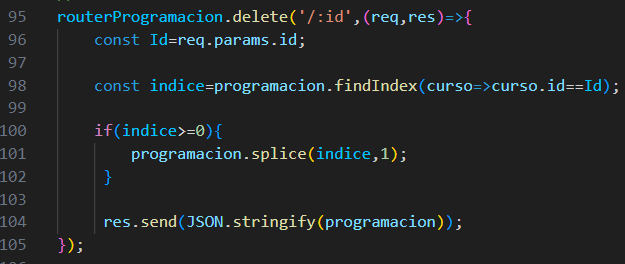 95 routerProgramacion.delete('/:id',(req,res)=>{
96 const Id=req.params.id;
97
98 const indice=programacion.findIndex(curso=>curso.id==Id);
99
100 if(indice>=0){
101 programacion.splice(indice,1);
102 }
103
104 res.send(JSON.stringify(programacion));
105 });